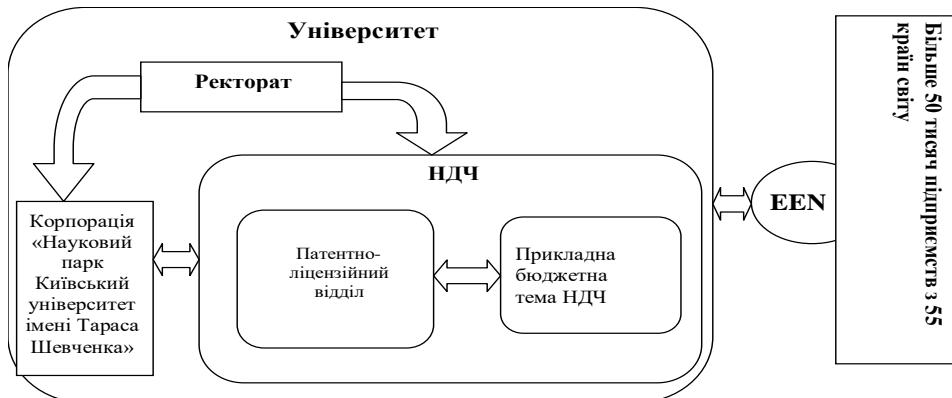 Університет
Ректорат
НДЧ
Корпорація
«Науковий
парк
Київський
університет
імені Тараса
Шевченка»
Патентно-
ліцензійний
відділ
Прикладна
бюджетна
тема НДЧ
EEN
Більше 50 тисяч підприємств з 55
країн світу